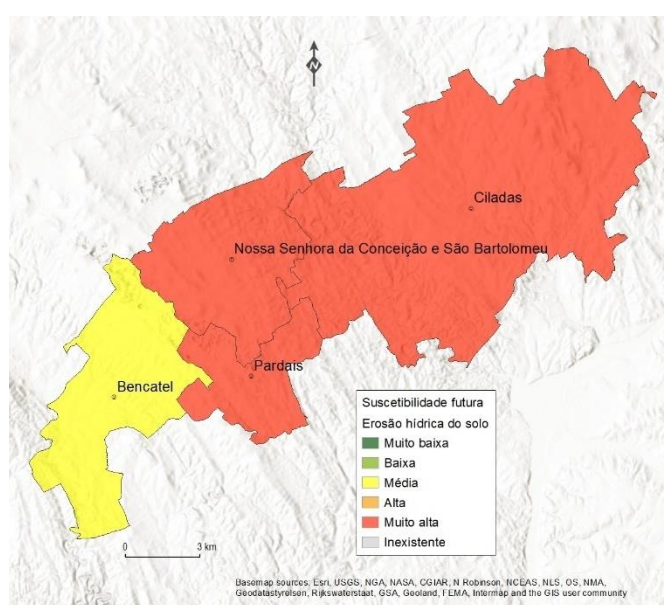 N
Ciladas
Nossa Senhora da Conceição e São Bartolomeu
Pardais
Bencatel
Suscetibilidade futura
Erosão hídrica do solo
Muito baixa
Baixa
Média
Alta
Muito alta
Inexistente
0 3 km
Basemap sources: Esri, USGS, NGA, NASA, CGIAR, N Robinson, NCEAS, NLS, OS, NMA,
Geodatastyrelsen, Rijkswaterstaat, GSA, Geoland, FEMA, Intermap and the GIS user community